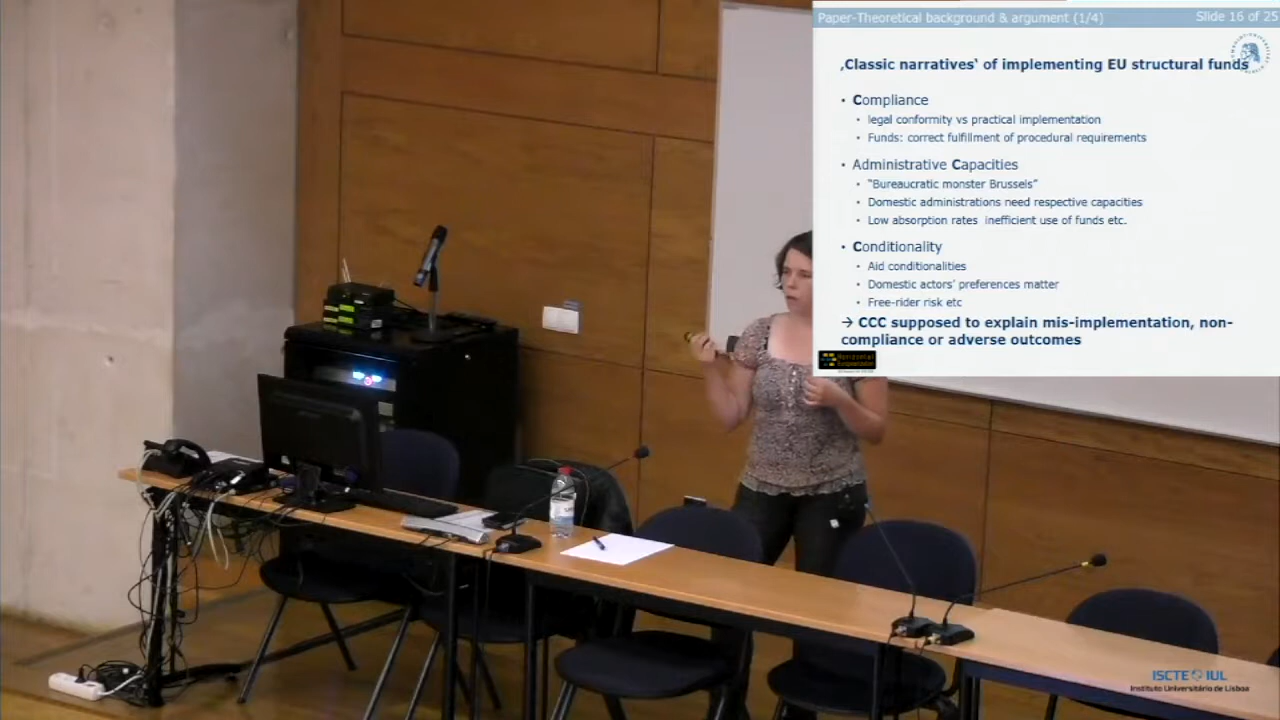 Paper-Theoretical background & argument (1/4)
Slide 16 of 25
‚Classic narratives‘ of implementing EU structural funds
• Compliance
• legal conformity vs practical implementation
• Funds: correct fulfillment of procedural requirements
• Administrative Capacities
• “Bureaucratic monster Brussels”
• Domestic administrations need respective capacities
• Low absorption rates inefficient use of funds etc.
• Conditionality
• Aid conditionalities
• Domestic actors’ preferences matter
• Free-rider risk etc
→ CCC supposed to explain mis-implementation, non-
compliance or adverse outcomes
ISCTE IUL
Instituto Universitário de Lisboa